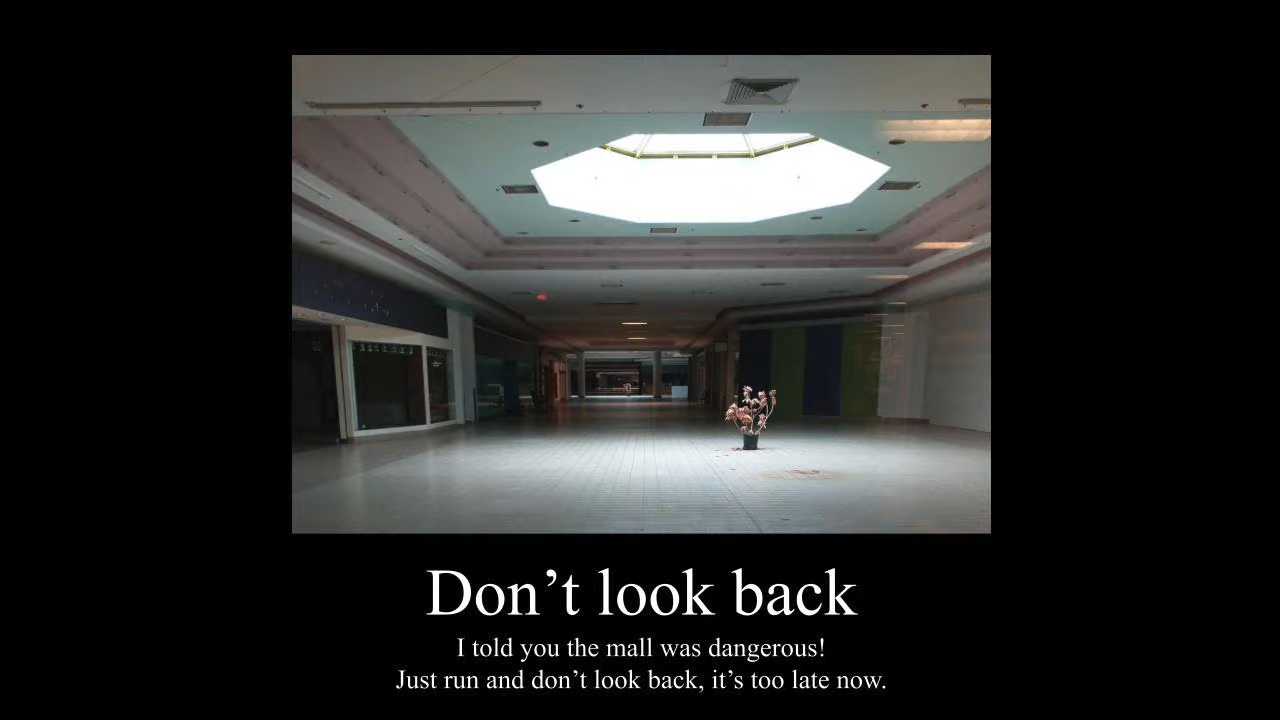 Don’t look back
I told you the mall was dangerous!
Just run and don’t look back, it’s too late now.